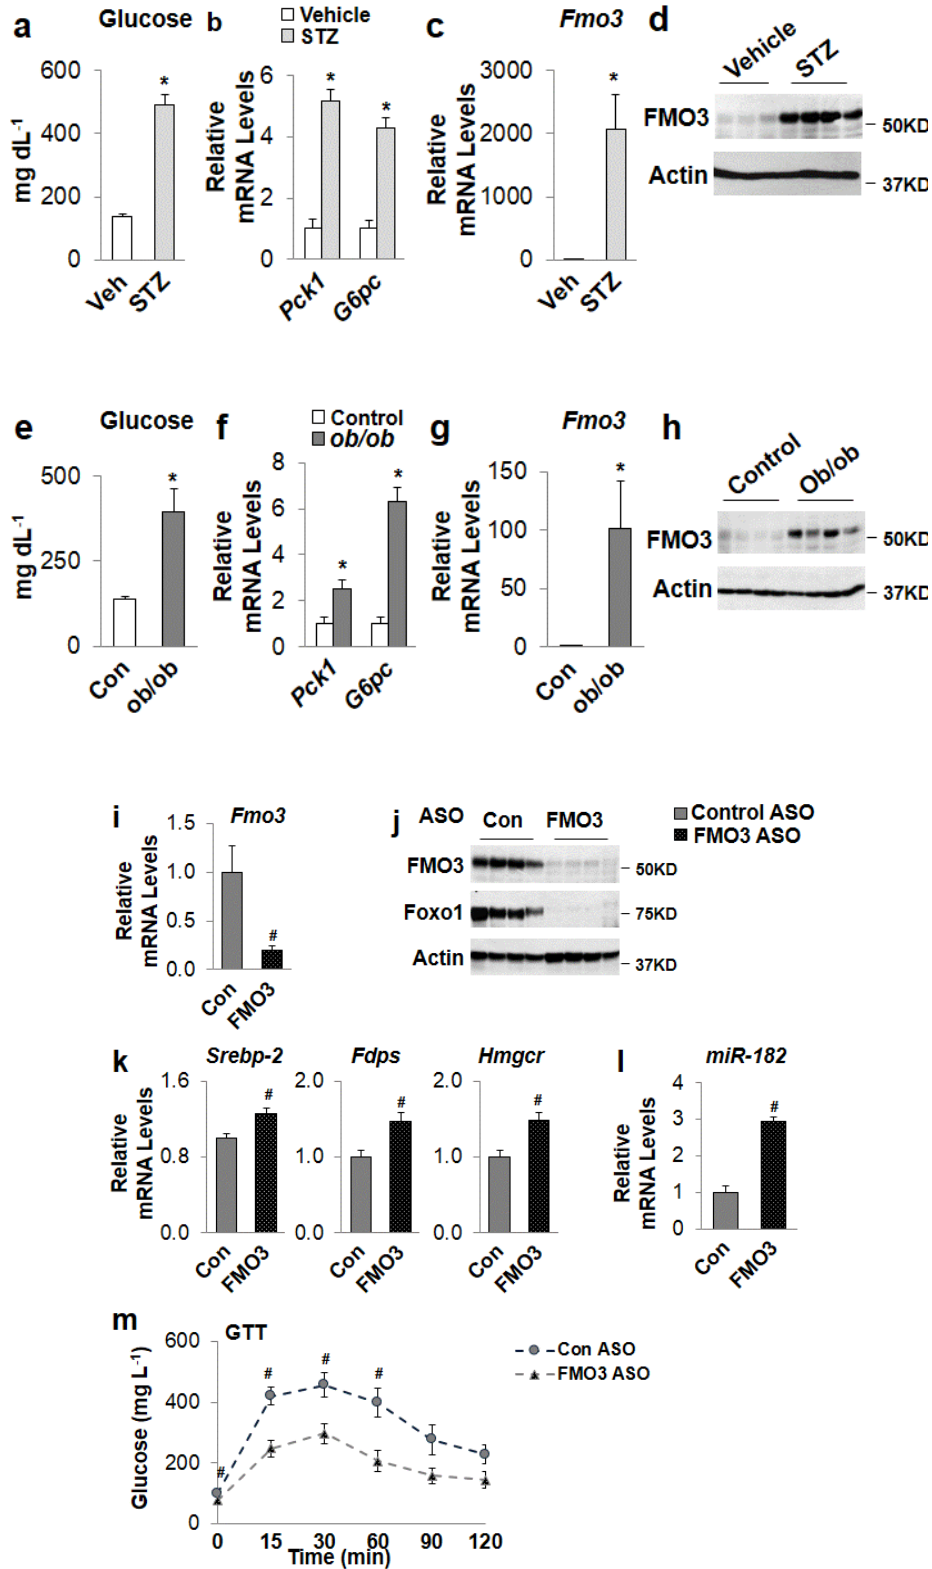 a Glucose
mg dL-1
600
400
200
0
Veh STZ
b Vehicle
STZ
Relative
mRNA Levels
6
4
2
0
*
*
Pck1 G6pc
c Fmo3
Relative
mRNA Levels
3000
2000
1000
0
*
Veh STZ
d Vehicle STZ
FMO3 50KD
Actin 37KD
e Glucose
mg dL-1
500
250
0
*
Con ob/ob
f Control
ob/ob
Relative
mRNA Levels
8
6
4
2
0
*
*
Pck1 G6pc
g Fmo3
Relative
mRNA Levels
150
100
50
0
*
Con ob/ob
h Control Ob/ob
FMO3 50KD
Actin 37KD
i Fmo3
Relative
mRNA Levels
1.5
1.0
0.5
0.0
#
Con FMO3
j ASO Con FMO3
FMO3 50KD
Foxo1 75KD
Actin 37KD
Control ASO
FMO3 ASO
k Srebp-2
Relative
mRNA Levels
1.6
0.8
0.0
#
Con FMO3
Fdps
2.0
1.0
0.0
#
Con FMO3
Hmgcr
2.0
1.0
0.0
#
Con FMO3
l miR-182
Relative
mRNA Levels
4
3
2
1
0
#
Con FMO3
m GTT
Glucose (mg L-1)
600
400
200
0
# # # #
0 15 30 60 90 120
Time (min)
Con ASO
FMO3 ASO